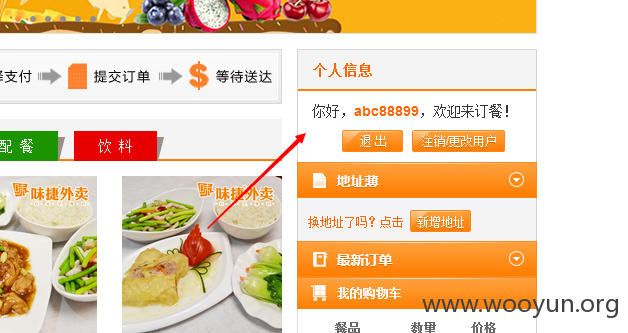 择支付 提交订单 等待送达
配 餐 饮 料
味捷外卖
味捷外卖
个人信息
你好，abc88899，欢迎来订餐！
退 出 注销/更改用户
地址薄
换地址了吗？点击 新增地址
最新订单
我的购物车
餐品 数量 价格
www.wooyun.org